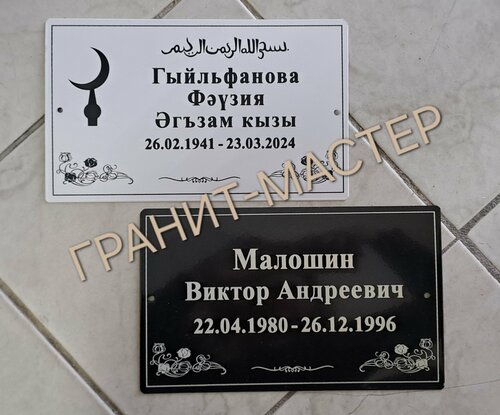 بسم الله الرحمن الرحيم
Гыйльфанова
Фәүзия
Әгъзам кызы
26.02.1941 - 23.03.2024
ГРАНИТ-МАСТЕР
Малошин
Виктор Андреевич
22.04.1980 - 26.12.1996